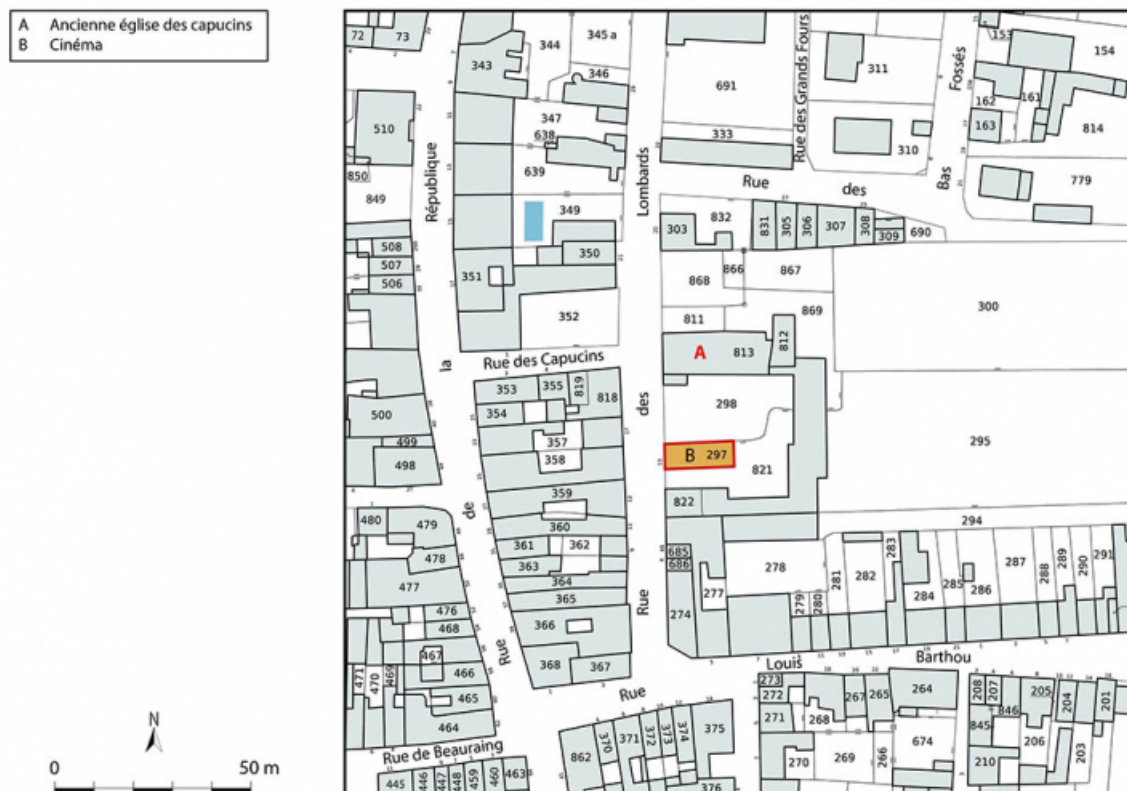 A Ancienne église des capucins
B Cinéma
72 73 343 344 345 a 346 691 311 153 154
Rue des Grands Fours
Fossés
162 161 163 814
510 347 638 333 310
850 639
849
République
Lombards
Rue des Bas
779
349 303 832 831 305 306 307 308 309 690
508 507 506 351 350
868 866 867 869 300
352 811
A 813 812
Rue des Capucins
la
353 355 819 818 354
des
298 295
500 499 498
357 358
B 297 821
359 822
de
480 479 478 477
360 361 362 363 364 365
294
685 686 278 277 274
281 282 283 284 285 286 287 288 289 290 291
279 280
476 468 467 466 465 464
471 470 469
366 368 367
Rue
Rue
Rue Louis Barthou
273 272 271 267 265 264 268
208 207 846 205 204 201
845 206 203 210
862 370 371 372 373 374 375 376
270 269 266 674
Rue de Beauraing
445 446 447 448 459 460 463
N
0 50 m